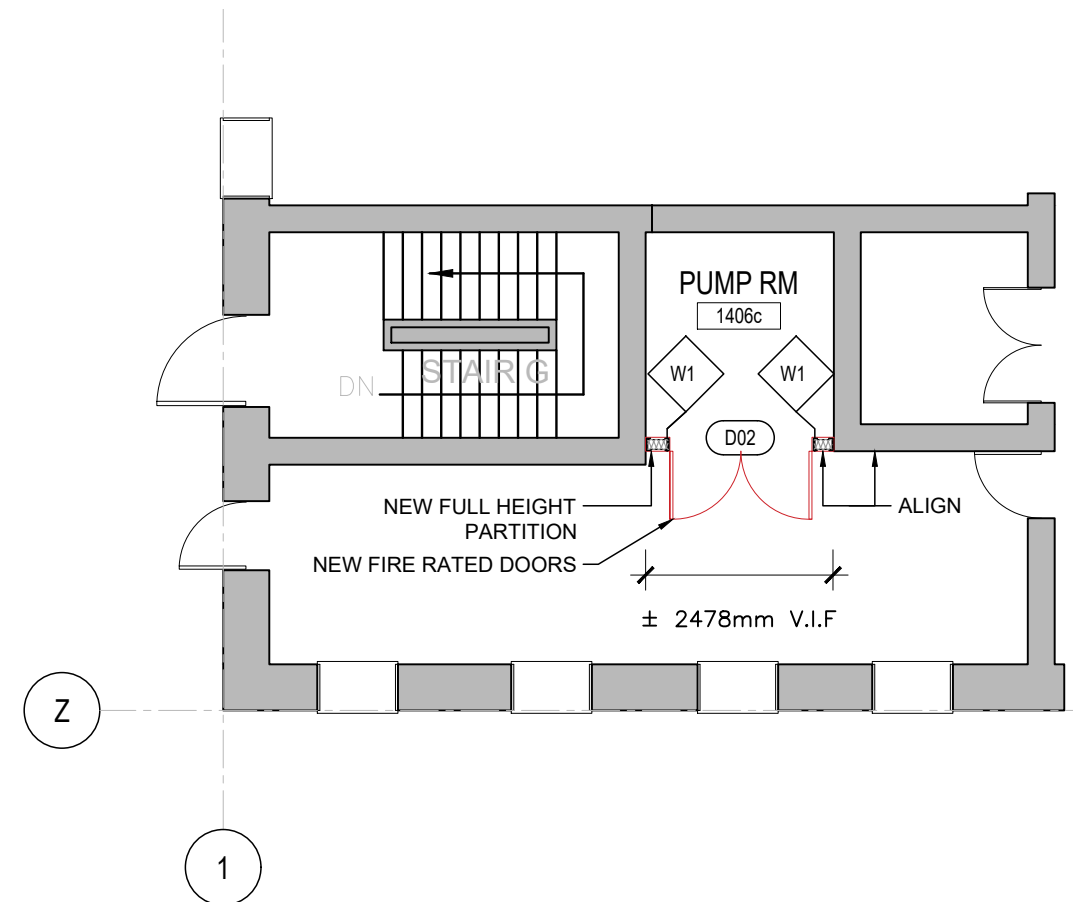 PUMP RM
1406c
W1
W1
STAIR G
DN
D02
NEW FULL HEIGHT
PARTITION
ALIGN
NEW FIRE RATED DOORS
± 2478mm V.I.F
Z
1